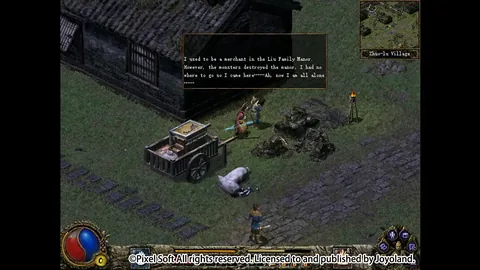 I used to be a merchant in the Liu Family Manor.
However, the monsters destroyed the manor, I had no
where to go so I came here----Ah, now I am all alone
----
Shiu-lu Village
©Pixel Soft All rights reserved. Licensed to and published by Joyoland.